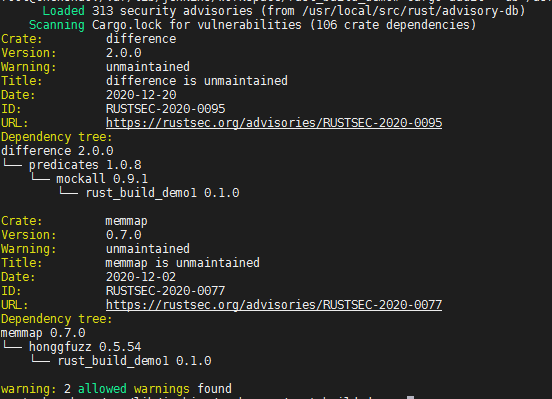 Loaded 313 security advisories (from /usr/local/src/rust/advisory-db)
Scanning Cargo.lock for vulnerabilities (106 crate dependencies)
Crate: difference
Version: 2.0.0
Warning: unmaintained
Title: difference is unmaintained
Date: 2020-12-20
ID: RUSTSEC-2020-0095
URL: https://rustsec.org/advisories/RUSTSEC-2020-0095
Dependency tree:
difference 2.0.0
└── predicates 1.0.8
    └── mockall 0.9.1
        └── rust_build_demo1 0.1.0
Crate: memmap
Version: 0.7.0
Warning: unmaintained
Title: memmap is unmaintained
Date: 2020-12-02
ID: RUSTSEC-2020-0077
URL: https://rustsec.org/advisories/RUSTSEC-2020-0077
Dependency tree:
memmap 0.7.0
└── honggfuzz 0.5.54
    └── rust_build_demo1 0.1.0
warning: 2 allowed warnings found